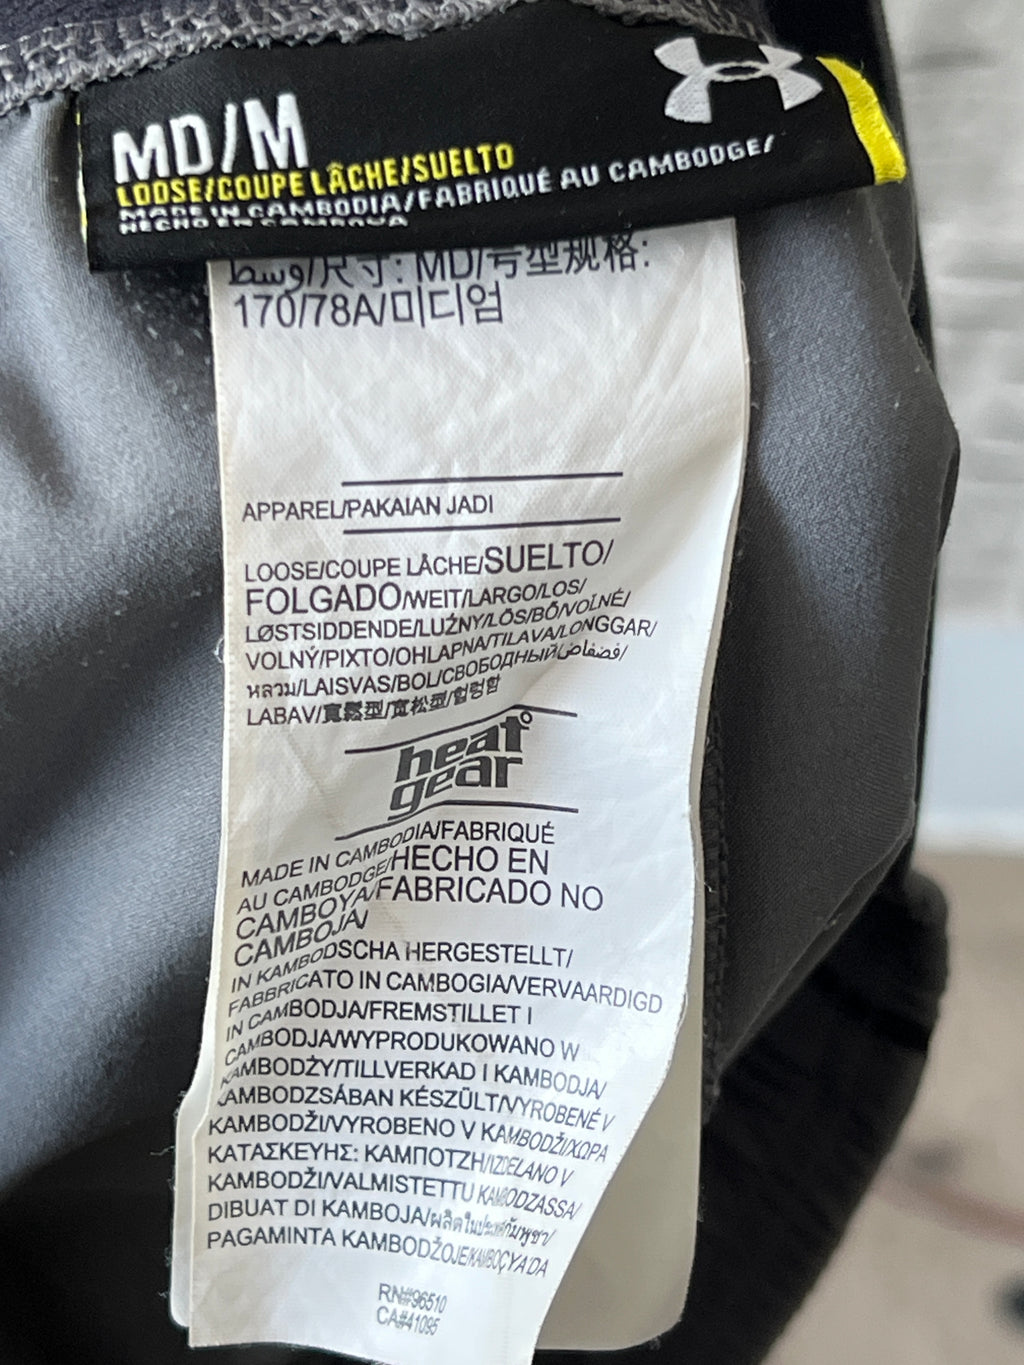 MD/M
LOOSE/COUPE LÂCHE/SUELTO
MADE IN CAMBODIA/FABRIQUÉ AU CAMBODGE/
HECHO EN CAMBOYA
وسط/尺寸: MD/号型规格:
170/78A/미디엄
APPAREL/PAKAIAN JADI
LOOSE/COUPE LÂCHE/SUELTO/
FOLGADO/WEIT/LARGO/LOS/
LØSTSIDDENDE/LUŹNY/LÖS/BŐ/VOĽNÉ/
VOLNÝ/PIXTO/OHLAPNA/TILAVA/LONGGAR/
หลวม/LAISVAS/BOL/СВОБОДНЫЙ/فضفاض/
LABAV/寬鬆型/宽松型/헐렁함
heat
gear
MADE IN CAMBODIA/FABRIQUÉ
AU CAMBODGE/HECHO EN
CAMBOYA/FABRICADO NO
CAMBOJA/
IN KAMBODSCHA HERGESTELLT/
FABBRICATO IN CAMBOGIA/VERVAARDIGD
IN CAMBODJA/FREMSTILLET I
CAMBODJA/WYPRODUKOWANO W
KAMBODŻY/TILLVERKAD I KAMBODJA/
KAMBODZSÁBAN KÉSZÜLT/VYROBENÉ V
KAMBODŽI/VYROBENO V KAMBODŽI/ΧΩΡΑ
ΚΑΤΑΣΚΕΥΗΣ: ΚΑΜΠΟΤΖΗ/IZDELANO V
KAMBODŽI/VALMISTETTU KAMBODZASSA/
DIBUAT DI KAMBOJA/ผลิตในประเทศกัมพูชา/
PAGAMINTA KAMBODŽOJE/KAMBOÇYA'DA
RN#96510
CA#41095